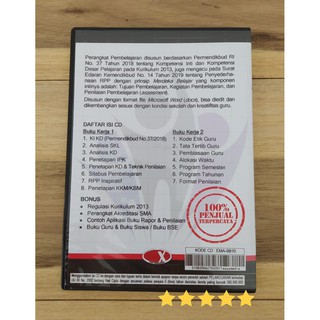 Perangkat Pembelajaran disusun berdasarkan Permendikbud RI
No. 37 Tahun 2018 tentang Kompetensi Inti dan Kompetensi
Dasar Pelajaran pada Kurikulum 2013, juga mengacu pada Surat
Edaran Kemendikbud No. 14 Tahun 2019 tentang Penyederha-
naan RPP dengan prinsip Merdeka Belajar yang komponen
intinya adalah: Tujuan Pembelajaran, Kegiatan Pembelajaran, dan
Penilaian Pembelajaran (assessment).
Disusun dengan format file Microsoft Word (.docx), bisa diedit dan
dikembangkan sesuai dengan situasi, kondisi, dan kebutuhan.
DAFTAR ISI CD
Buku Kerja 1
1. KI KD (Permendikbud No.37/2018)
2. Analisis SKL
3. Analisis KD
4. Penetapan IPK
5. Penetapan KD & Teknik Penilaian
6. Silabus Pembelajaran
7. RPP Inspiratif
8. Penetapan KKM/KBM
Buku Kerja 2
1. Kode Etik Guru
2. Tata Tertib Guru
3. Pembiasaan Guru
4. Alokasi Waktu
5. Program Semester
6. Program Tahunan
7. Format Penilaian
BONUS
• Regulasi Kurikulum 2013
• Perangkat Akreditasi SMA
• Contoh Aplikasi Buku Rapor & Penilaian
• Buku Guru & Buku Siswa / Buku BSE
100%
PENJUAL
TERPERCAYA